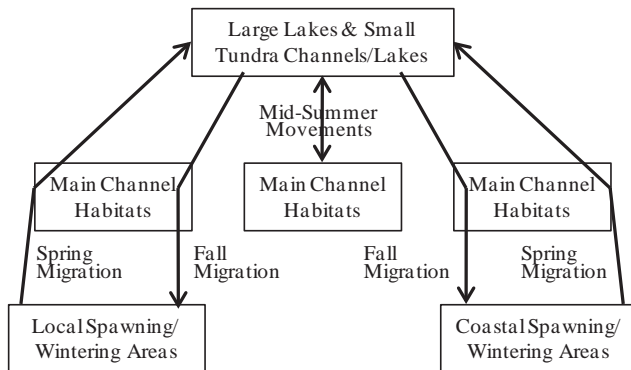 Large Lakes & Small
Tundra Channels/Lakes
Mid-Summer
Movements
Main Channel
Habitats
Main Channel
Habitats
Main Channel
Habitats
Spring
Migration
Fall
Migration
Fall
Migration
Spring
Migration
Local Spawning/
Wintering Areas
Coastal Spawning/
Wintering Areas